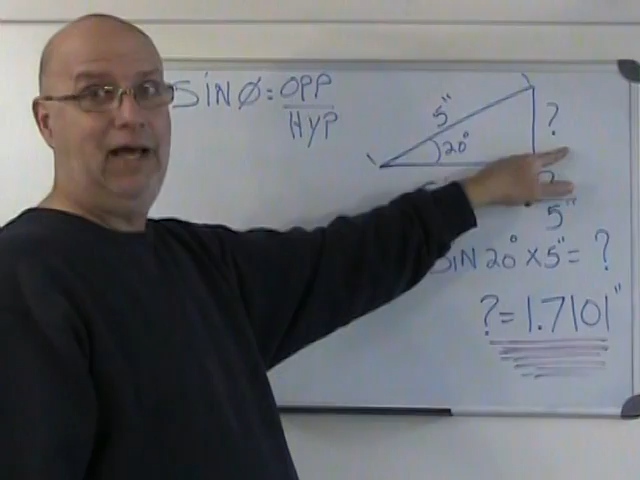 SIN Ø = OPP
HYP
5"
20°
?
?
5"
SIN 20° X 5" = ?
? = 1.7101"